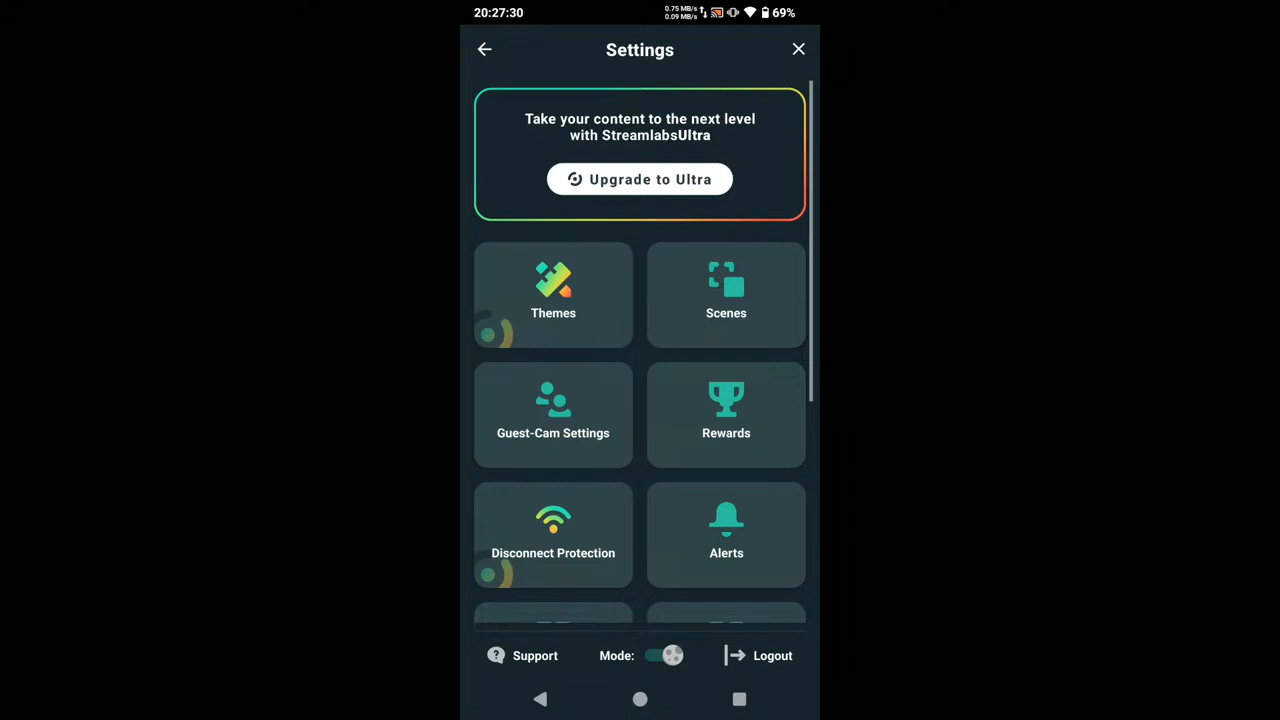 20:27:30
0.75 MB/s
0.09 MB/s
69%
Settings
Take your content to the next level
with StreamlabsUltra
Upgrade to Ultra
Themes
Scenes
Guest-Cam Settings
Rewards
Disconnect Protection
Alerts
Support
Mode:
Logout